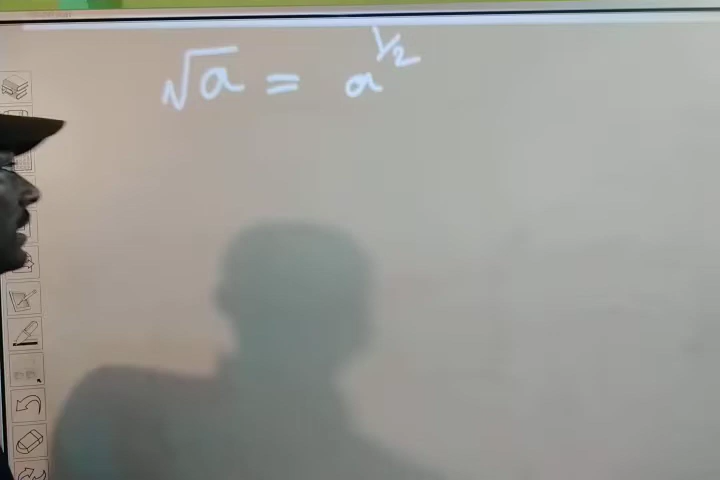 √a = a^1/2